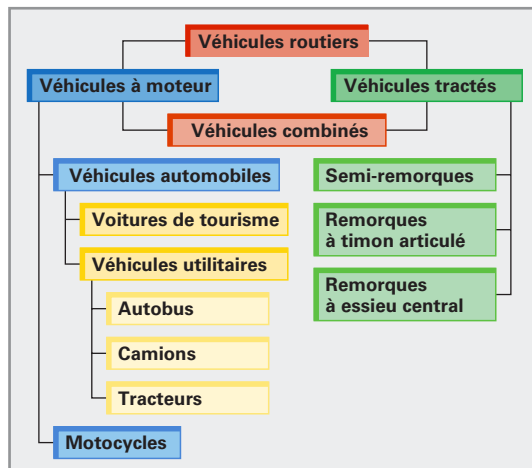 Véhicules routiers
Véhicules à moteur
Véhicules tractés
Véhicules combinés
Véhicules automobiles
Voitures de tourisme
Véhicules utilitaires
Autobus
Camions
Tracteurs
Motocycles
Semi-remorques
Remorques
à timon articulé
Remorques
à essieu central